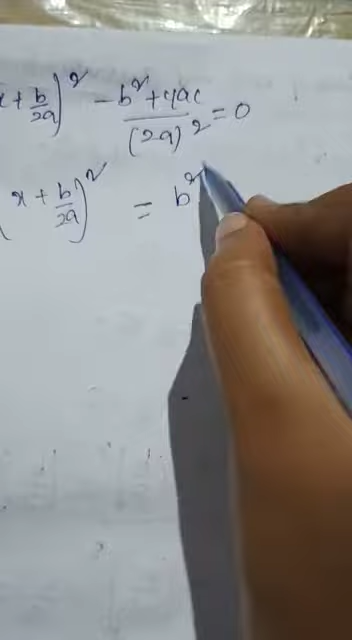 (x + b/2a)² -b²+4ac/(2a)² = 0
(x + b/2a)² = b²